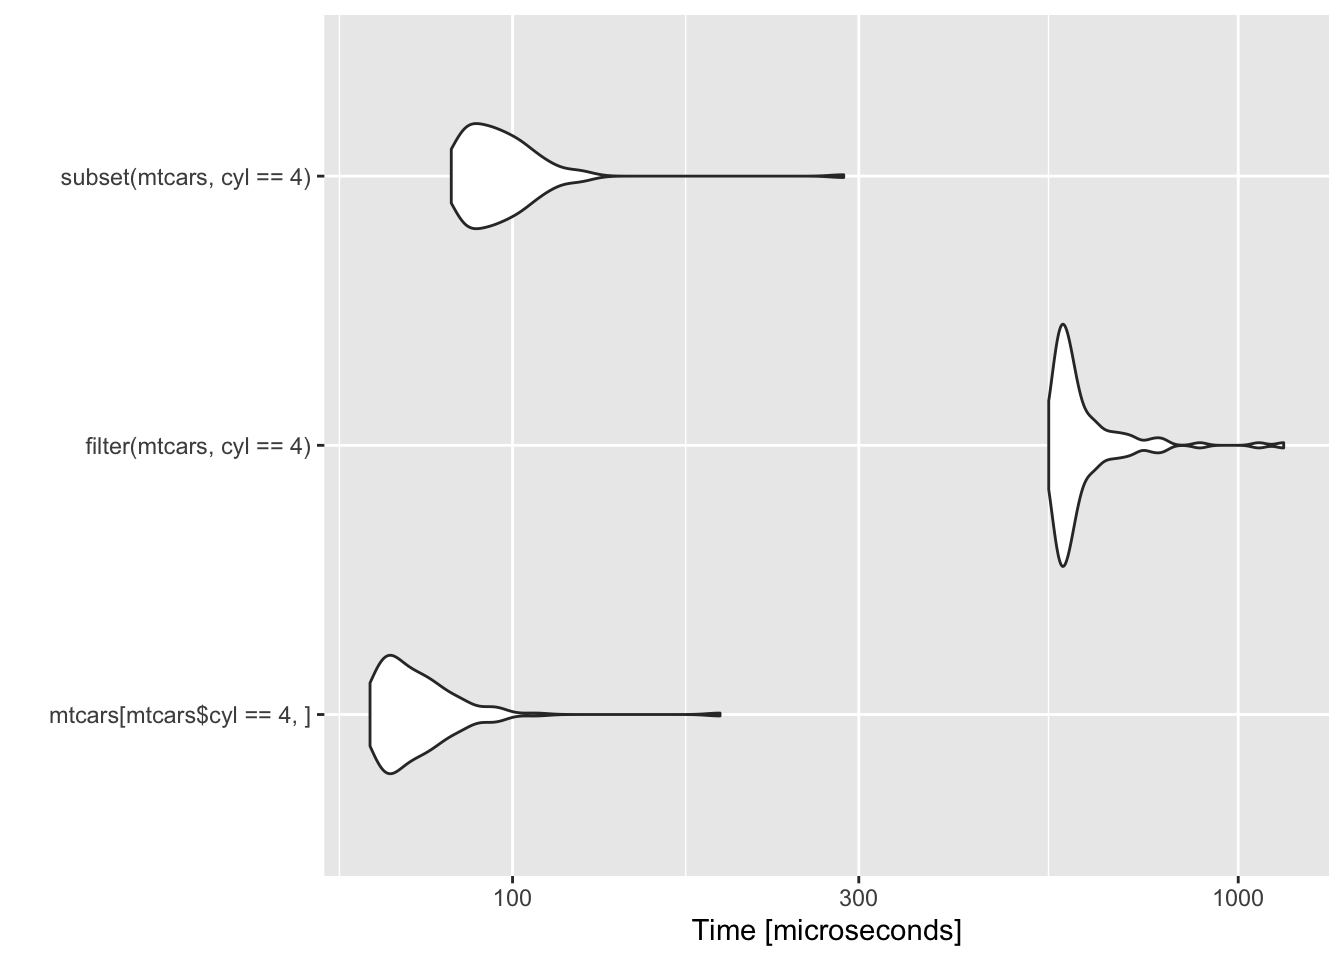 subset(mtcars, cyl == 4)
filter(mtcars, cyl == 4)
mtcars[mtcars$cyl == 4, ]
100
300
1000
Time [microseconds]